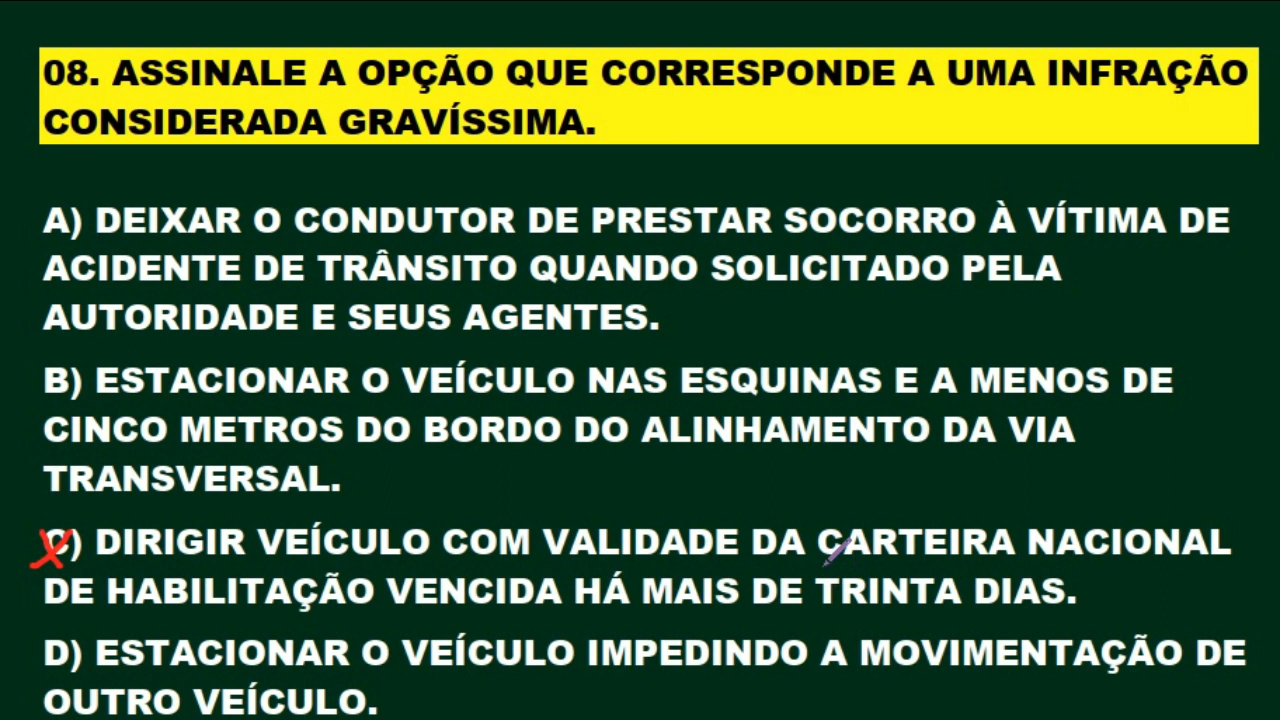 08. ASSINALE A OPÇÃO QUE CORRESPONDE A UMA INFRAÇÃO
CONSIDERADA GRAVÍSSIMA.
A) DEIXAR O CONDUTOR DE PRESTAR SOCORRO À VÍTIMA DE
ACIDENTE DE TRÂNSITO QUANDO SOLICITADO PELA
AUTORIDADE E SEUS AGENTES.
B) ESTACIONAR O VEÍCULO NAS ESQUINAS E A MENOS DE
CINCO METROS DO BORDO DO ALINHAMENTO DA VIA
TRANSVERSAL.
C) DIRIGIR VEÍCULO COM VALIDADE DA CARTEIRA NACIONAL
DE HABILITAÇÃO VENCIDA HÁ MAIS DE TRINTA DIAS.
D) ESTACIONAR O VEÍCULO IMPEDINDO A MOVIMENTAÇÃO DE
OUTRO VEÍCULO.